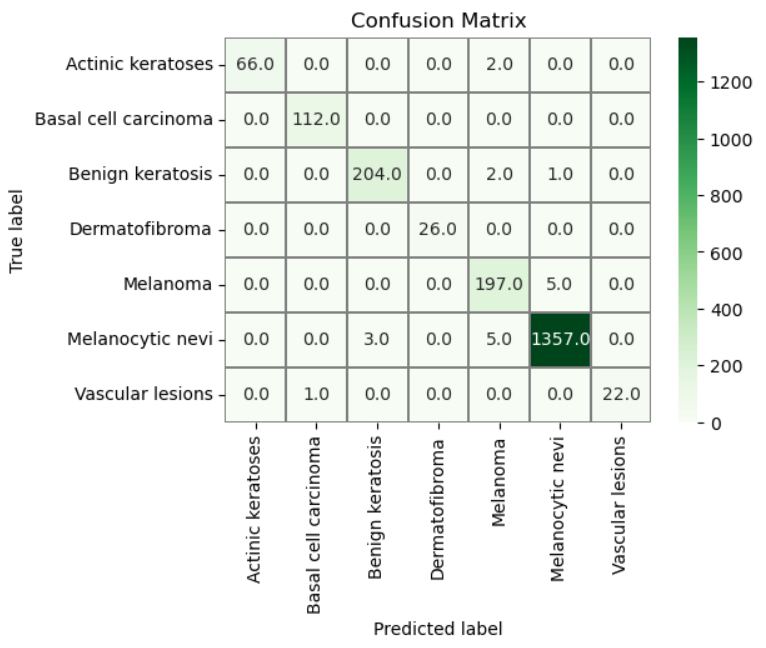 Confusion Matrix
Actinic keratoses 66.0 0.0 0.0 0.0 2.0 0.0 0.0
Basal cell carcinoma 0.0 112.0 0.0 0.0 0.0 0.0 0.0
Benign keratosis 0.0 0.0 204.0 0.0 2.0 1.0 0.0
Dermatofibroma 0.0 0.0 0.0 26.0 0.0 0.0 0.0
Melanoma 0.0 0.0 0.0 0.0 197.0 5.0 0.0
Melanocytic nevi 0.0 0.0 3.0 0.0 5.0 1357.0 0.0
Vascular lesions 0.0 1.0 0.0 0.0 0.0 0.0 22.0
True label
Actinic keratoses
Basal cell carcinoma
Benign keratosis
Dermatofibroma
Melanoma
Melanocytic nevi
Vascular lesions
Predicted label
1200
1000
800
600
400
200
0